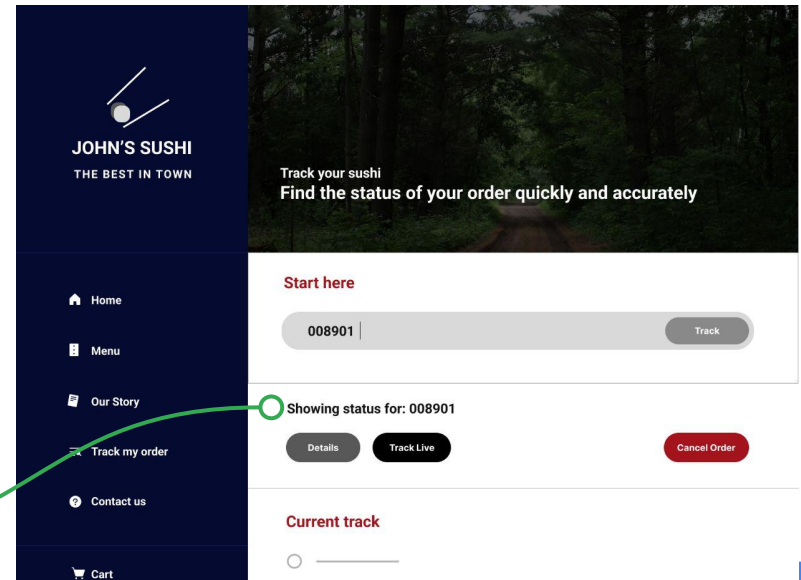 JOHN'S SUSHI
THE BEST IN TOWN
Home
Menu
Our Story
Track my order
Contact us
Cart
Track your sushi
Find the status of your order quickly and accurately
Start here
008901
Track
Showing status for: 008901
Details
Track Live
Cancel Order
Current track